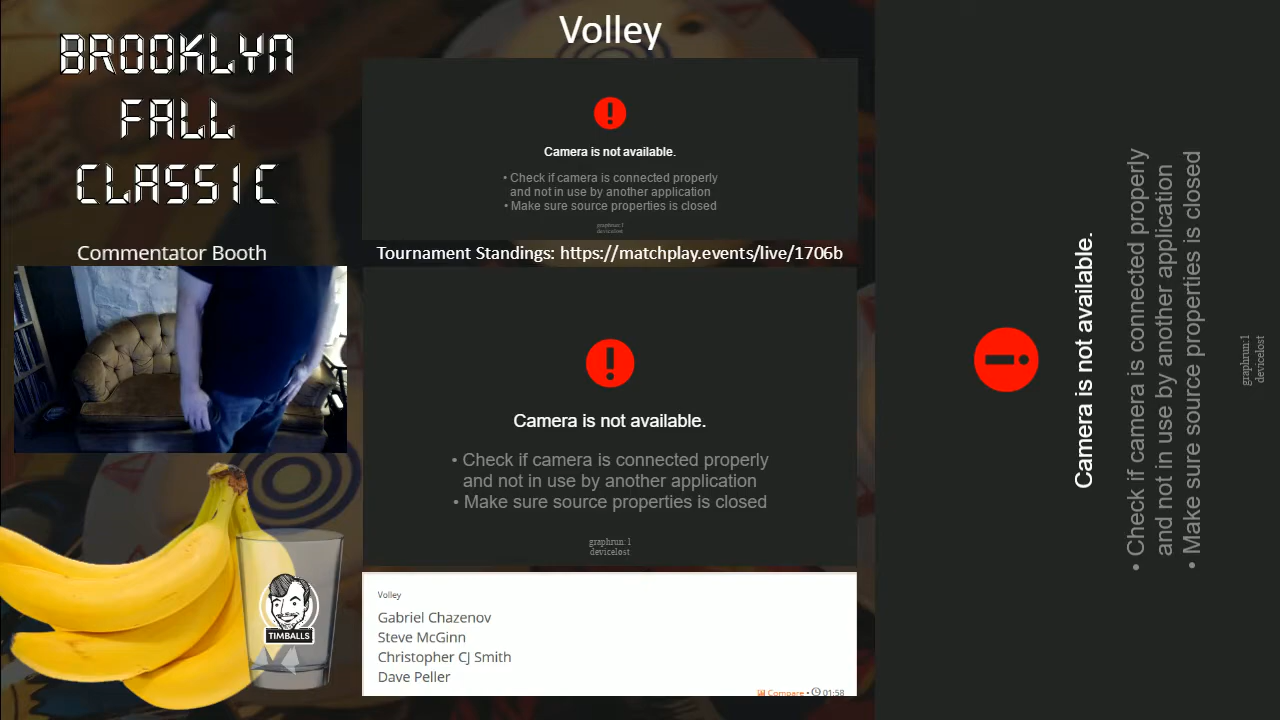 BROOKLYN
FALL
CLASSIC
Commentator Booth
TIMBALLS
Volley
Camera is not available.
• Check if camera is connected properly
and not in use by another application
• Make sure source properties is closed
graphrun:1
devicelost
Tournament Standings: https://matchplay.events/live/1706b
Camera is not available.
• Check if camera is connected properly
and not in use by another application
• Make sure source properties is closed
graphrun:1
devicelost
Volley
Gabriel Chazenov
Steve McGinn
Christopher CJ Smith
Dave Peller
Compare • 01:58
Camera is not available.
• Check if camera is connected properly
and not in use by another application
• Make sure source properties is closed
graphrun:1
devicelost